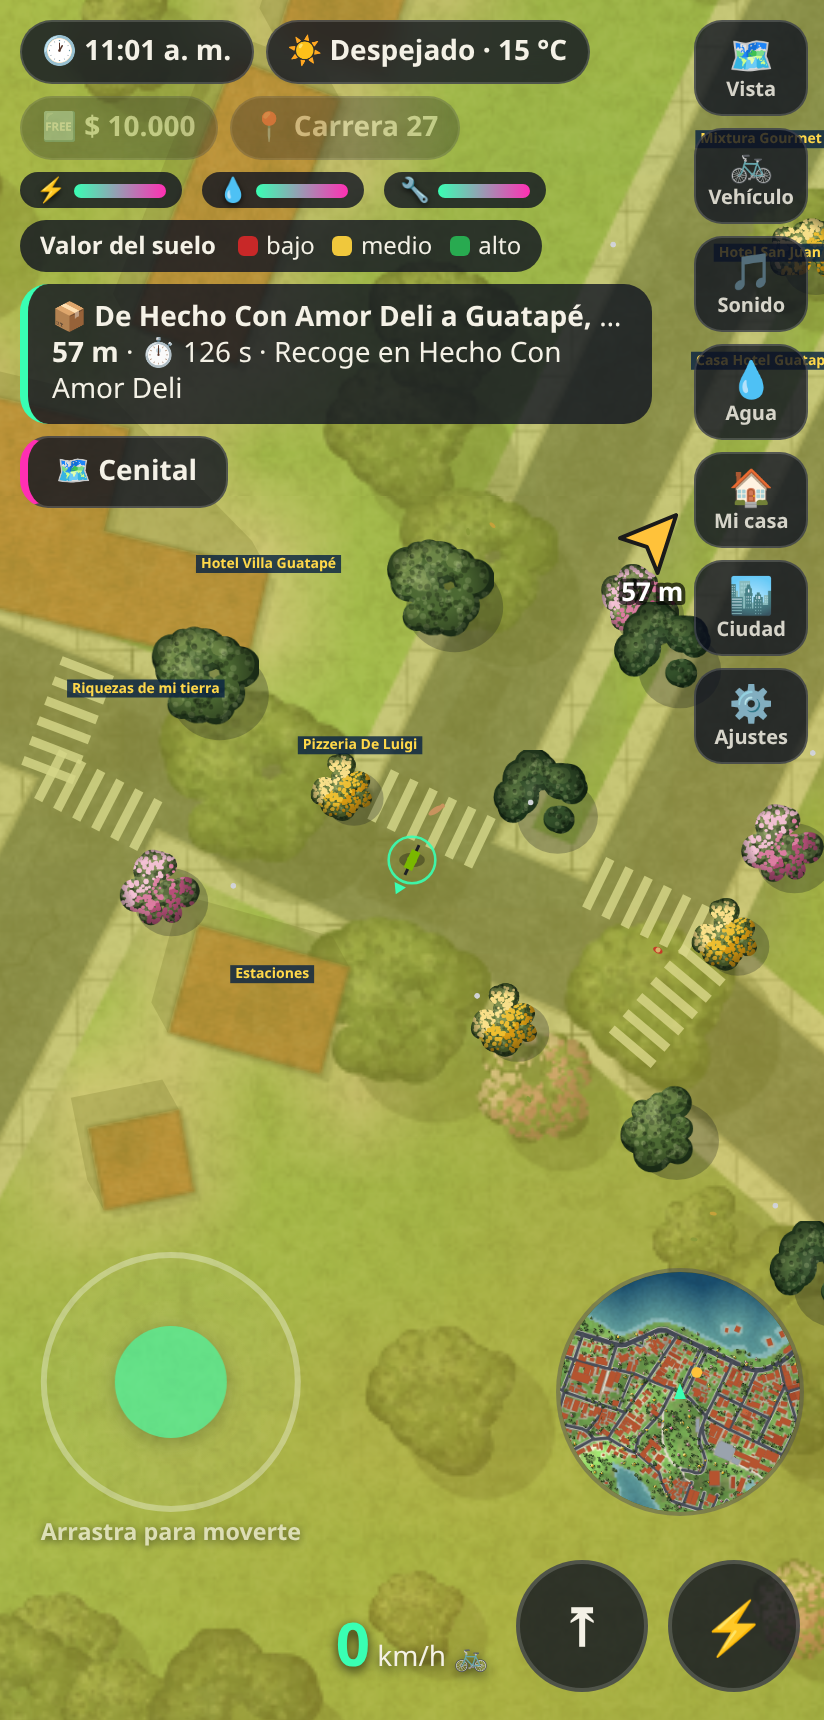 11:01 a. m.
Despejado · 15 °C
FREE $ 10.000
Carrera 27
Valor del suelo bajo medio alto
De Hecho Con Amor Deli a Guatapé, ...
57 m · 126 s · Recoge en Hecho Con
Amor Deli
Cenital
Vista
Mixtura Gourmet
Vehículo
Hotel San Juan
Sonido
Casa Hotel Guatap
Agua
Mi casa
Ciudad
Ajustes
57 m
Hotel Villa Guatapé
Riquezas de mi tierra
Pizzeria De Luigi
Estaciones
Arrastra para moverte
0 km/h